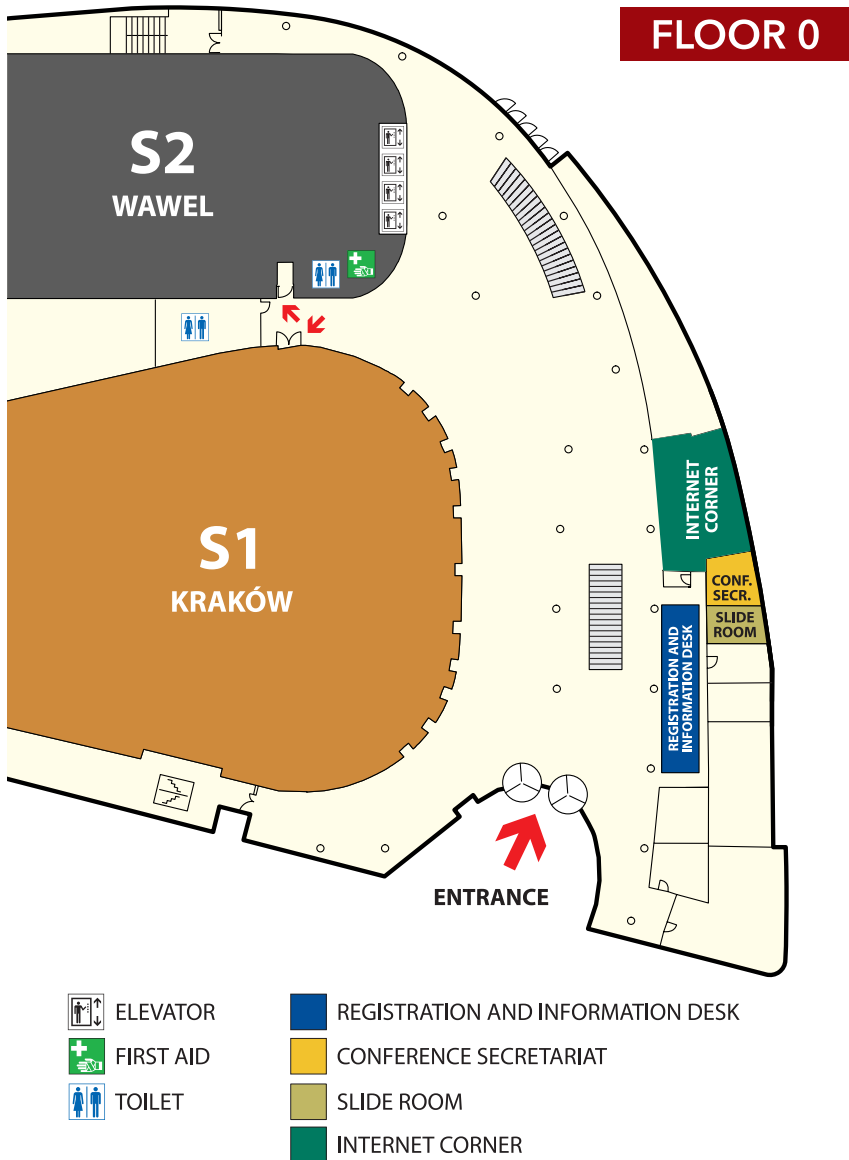 FLOOR 0
S2
WAWEL
INTERNET
CORNER
S1
KRAKÓW
CONF.
SECR.
SLIDE
ROOM
REGISTRATION AND
INFORMATION DESK
ENTRANCE
ELEVATOR
FIRST AID
TOILET
REGISTRATION AND INFORMATION DESK
CONFERENCE SECRETARIAT
SLIDE ROOM
INTERNET CORNER